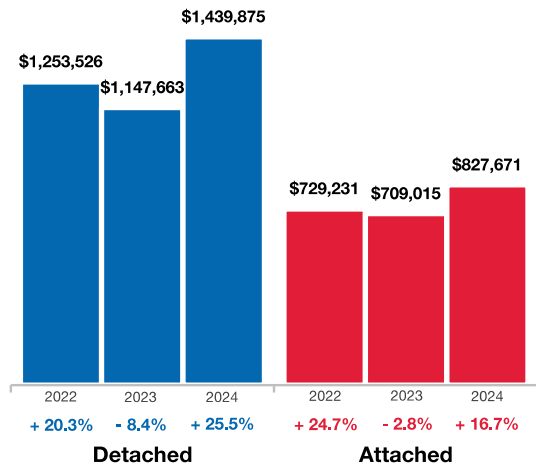 $1,439,875
$1,253,526
$1,147,663
$827,671
$729,231
$709,015
2022 2023 2024 2022 2023 2024
+ 20.3% - 8.4% + 25.5% + 24.7% - 2.8% + 16.7%
Detached Attached